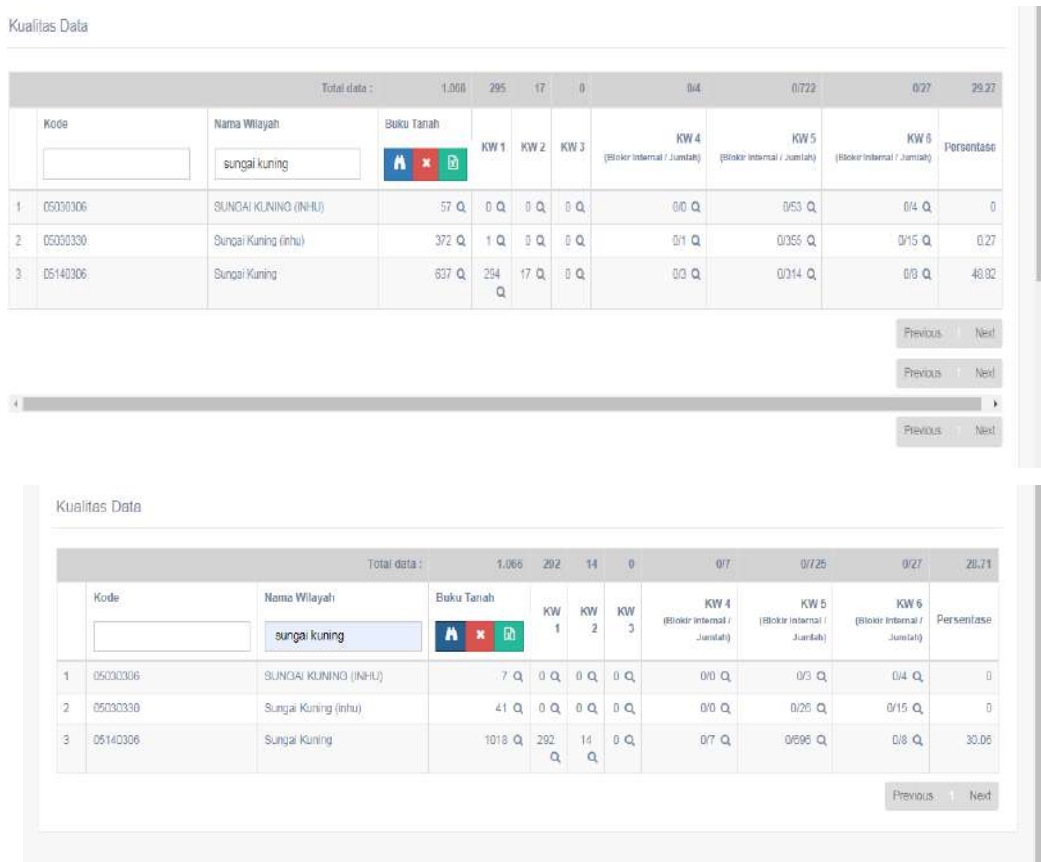 Kualitas Data
Total data : 1.066 295 17 0 0/4 0/722 0/27 29.27
Kode Nama Wilayah Buku Tanah KW 1 KW 2 KW 3 KW 4 (Blokir Internal / Jumlah) KW 5 (Blokir Internal / Jumlah) KW 6 (Blokir Internal / Jumlah) Persentase
sungai kuning
1 05030306 SUNGAI KUNING (INHU) 57 0 0 0 0/0 0/53 0/4 0
2 05030330 Sungai Kuning (inhu) 372 1 0 0 0/1 0/355 0/15 0.27
3 05140306 Sungai Kuning 637 294 17 0 0/3 0/314 0/8 48.82
Previous 1 Next
Previous 1 Next
Previous 1 Next
Kualitas Data
Total data : 1.066 292 14 0 0/7 0/725 0/27 28.71
Kode Nama Wilayah Buku Tanah KW 1 KW 2 KW 3 KW 4 (Blokir Internal / Jumlah) KW 5 (Blokir Internal / Jumlah) KW 6 (Blokir Internal / Jumlah) Persentase
sungai kuning
1 05030306 SUNGAI KUNING (INHU) 7 0 0 0 0/0 0/3 0/4 0
2 05030330 Sungai Kuning (inhu) 41 0 0 0 0/0 0/26 0/15 0
3 05140306 Sungai Kuning 1018 292 14 0 0/7 0/696 0/8 30.06
Previous 1 Next